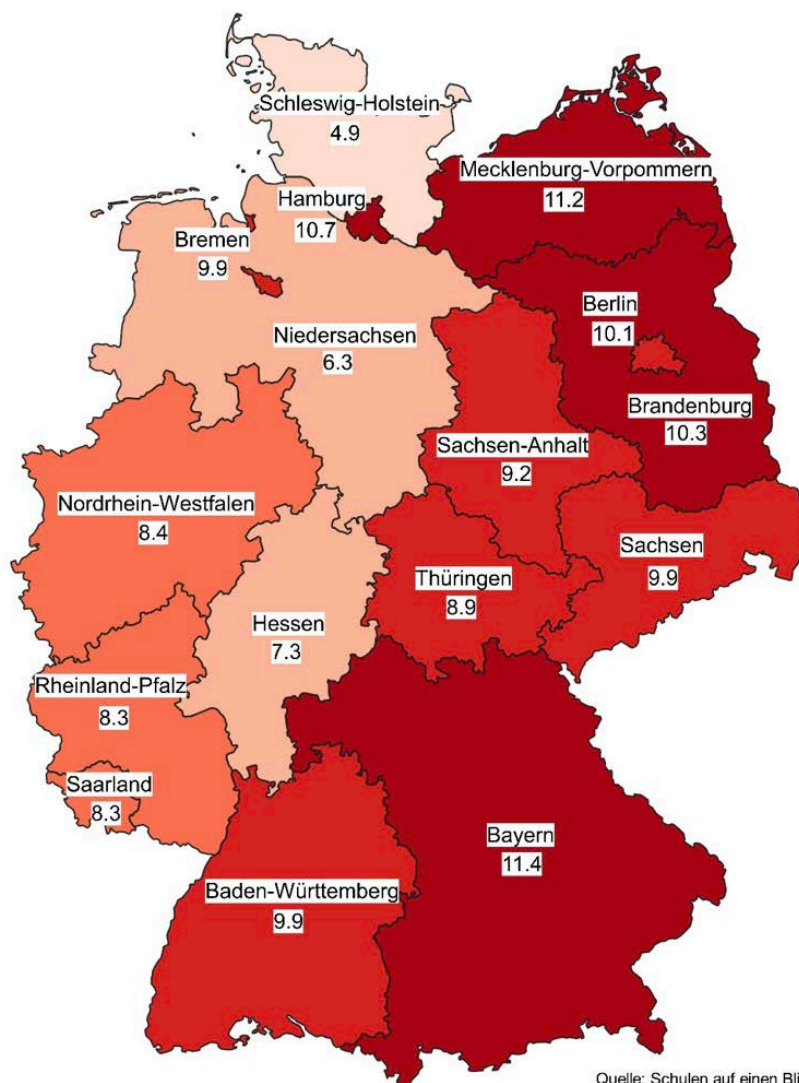 Schleswig-Holstein
4.9
Mecklenburg-Vorpommern
11.2
Hamburg
10.7
Bremen
9.9
Berlin
10.1
Niedersachsen
6.3
Brandenburg
10.3
Sachsen-Anhalt
9.2
Nordrhein-Westfalen
8.4
Sachsen
9.9
Thüringen
8.9
Hessen
7.3
Rheinland-Pfalz
8.3
Saarland
8.3
Bayern
11.4
Baden-Württemberg
9.9
Quelle: Schulen auf einen